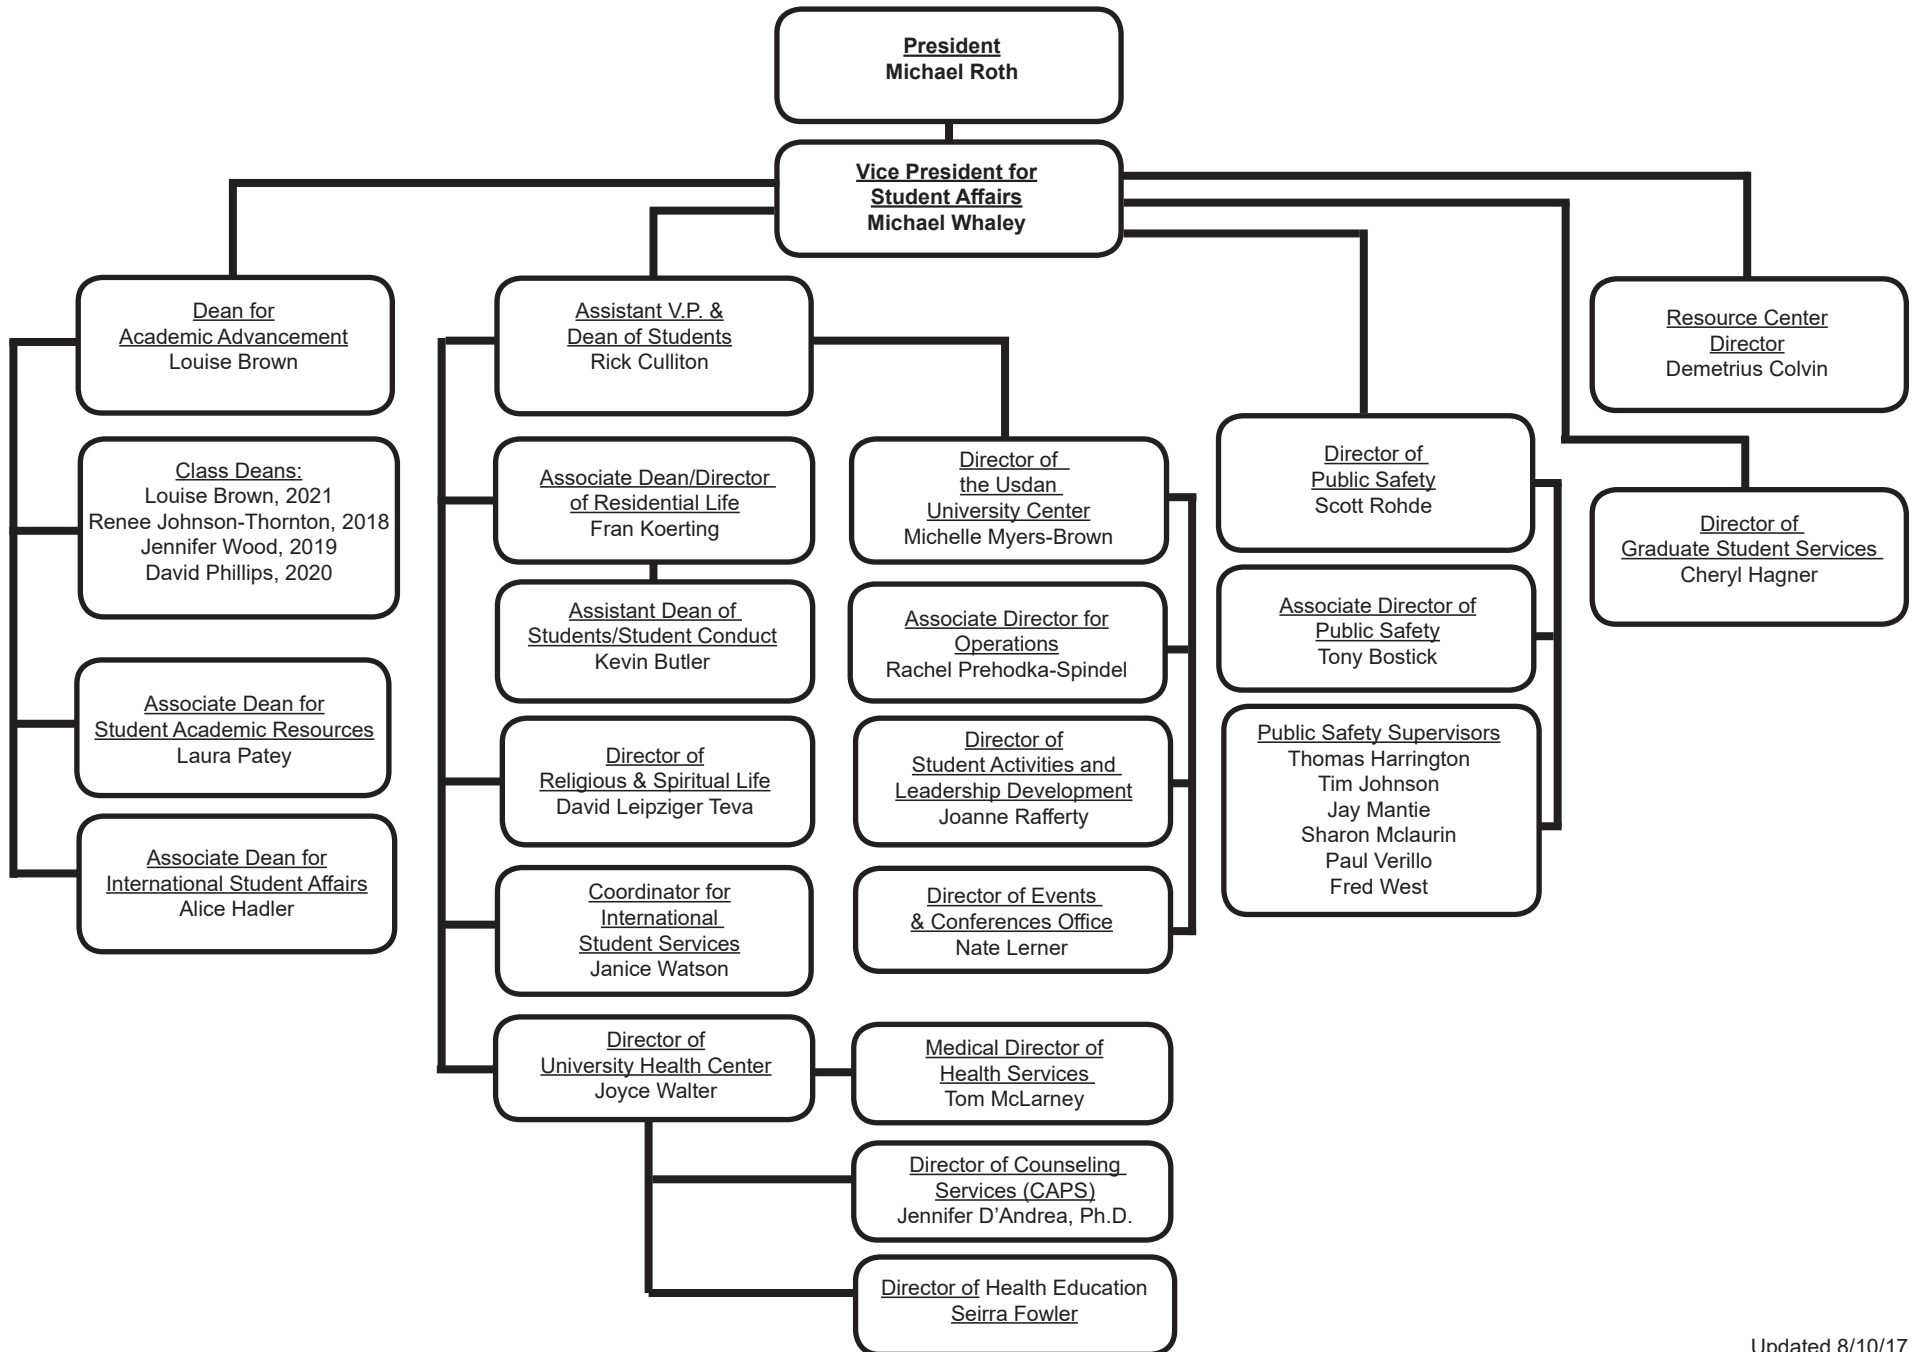 President
Michael Roth
Vice President for
Student Affairs
Michael Whaley
Dean for
Academic Advancement
Louise Brown
Class Deans:
Louise Brown, 2021
Renee Johnson-Thornton, 2018
Jennifer Wood, 2019
David Phillips, 2020
Associate Dean for
Student Academic Resources
Laura Patey
Associate Dean for
International Student Affairs
Alice Hadler
Assistant V.P. &
Dean of Students
Rick Culliton
Associate Dean/Director
of Residential Life
Fran Koerting
Assistant Dean of
Students/Student Conduct
Kevin Butler
Director of
Religious & Spiritual Life
David Leipziger Teva
Coordinator for
International
Student Services
Janice Watson
Director of
University Health Center
Joyce Walter
Director of
the Usdan
University Center
Michelle Myers-Brown
Associate Director for
Operations
Rachel Prehodka-Spindel
Director of
Student Activities and
Leadership Development
Joanne Rafferty
Director of Events
& Conferences Office
Nate Lerner
Medical Director of
Health Services
Tom McLarney
Director of Counseling
Services (CAPS)
Jennifer D’Andrea, Ph.D.
Director of Health Education
Seirra Fowler
Director of
Public Safety
Scott Rohde
Associate Director of
Public Safety
Tony Bostick
Public Safety Supervisors
Thomas Harrington
Tim Johnson
Jay Mantie
Sharon Mclaurin
Paul Verillo
Fred West
Resource Center
Director
Demetrius Colvin
Director of
Graduate Student Services
Cheryl Hagner
Updated 8/10/17